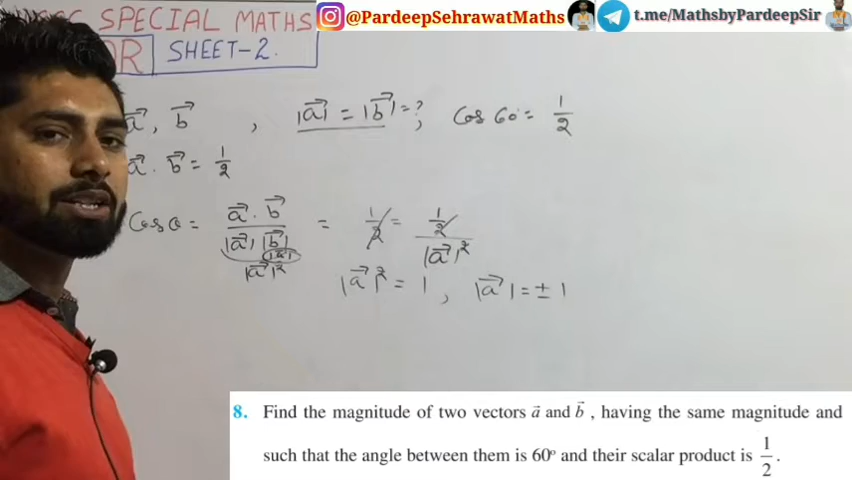 SPECIAL MATHS
@PardeepSehrawatMaths
t.me/MathsbyPardeepSir
SHEET-2.
a⃗, b⃗ , |a⃗| = |b⃗| = ? ; cos 60° = 1/2
a⃗ . b⃗ = 1/2
cos θ = a⃗ . b⃗ / |a⃗| |b⃗| = 1/2 = 1/2 / |a⃗|²
|a⃗|
|a⃗|²
|a⃗|² = 1 , |a⃗| = ± 1
8. Find the magnitude of two vectors a⃗ and b⃗ , having the same magnitude and
such that the angle between them is 60° and their scalar product is 1/2 .